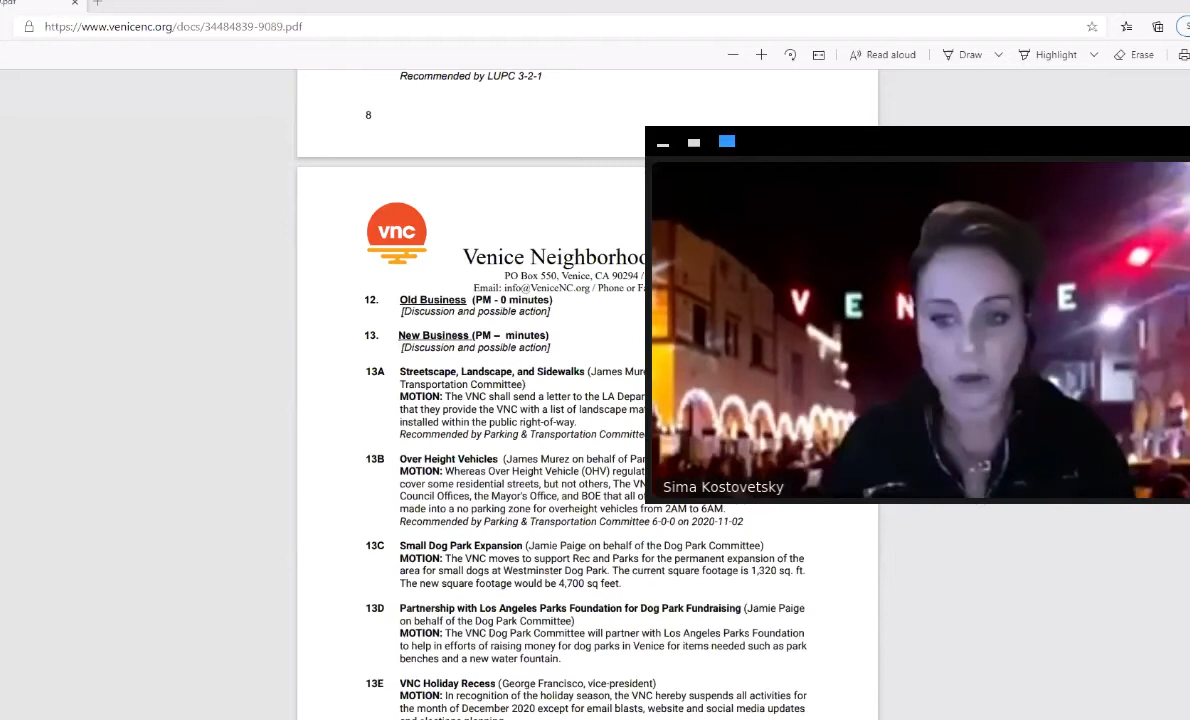 .pdf
https://www.venicenc.org/docs/34484839-9089.pdf
Read aloud
Draw
Highlight
Erase
Recommended by LUPC 3-2-1
8
vnc
Venice Neighborhoo
PO Box 550, Venice, CA 90294 /
Email: info@VeniceNC.org / Phone or Fa
12. Old Business (PM - 0 minutes)
[Discussion and possible action]
13. New Business (PM – minutes)
[Discussion and possible action]
13A Streetscape, Landscape, and Sidewalks (James Mure
Transportation Committee)
MOTION: The VNC shall send a letter to the LA Depar
that they provide the VNC with a list of landscape ma
installed within the public right-of-way.
Recommended by Parking & Transportation Committe
13B Over Height Vehicles (James Murez on behalf of Par
MOTION: Whereas Over Height Vehicle (OHV) regulat
cover some residential streets, but not others, The VN
Council Offices, the Mayor's Office, and BOE that all of
made into a no parking zone for overheight vehicles from 2AM to 6AM.
Recommended by Parking & Transportation Committee 6-0-0 on 2020-11-02
13C Small Dog Park Expansion (Jamie Paige on behalf of the Dog Park Committee)
MOTION: The VNC moves to support Rec and Parks for the permanent expansion of the
area for small dogs at Westminster Dog Park. The current square footage is 1,320 sq. ft.
The new square footage would be 4,700 sq feet.
13D Partnership with Los Angeles Parks Foundation for Dog Park Fundraising (Jamie Paige
on behalf of the Dog Park Committee)
MOTION: The VNC Dog Park Committee will partner with Los Angeles Parks Foundation
to help in efforts of raising money for dog parks in Venice for items needed such as park
benches and a new water fountain.
13E VNC Holiday Recess (George Francisco, vice-president)
MOTION: In recognition of the holiday season, the VNC hereby suspends all activities for
the month of December 2020 except for email blasts, website and social media updates
V E N E
Sima Kostovetsky